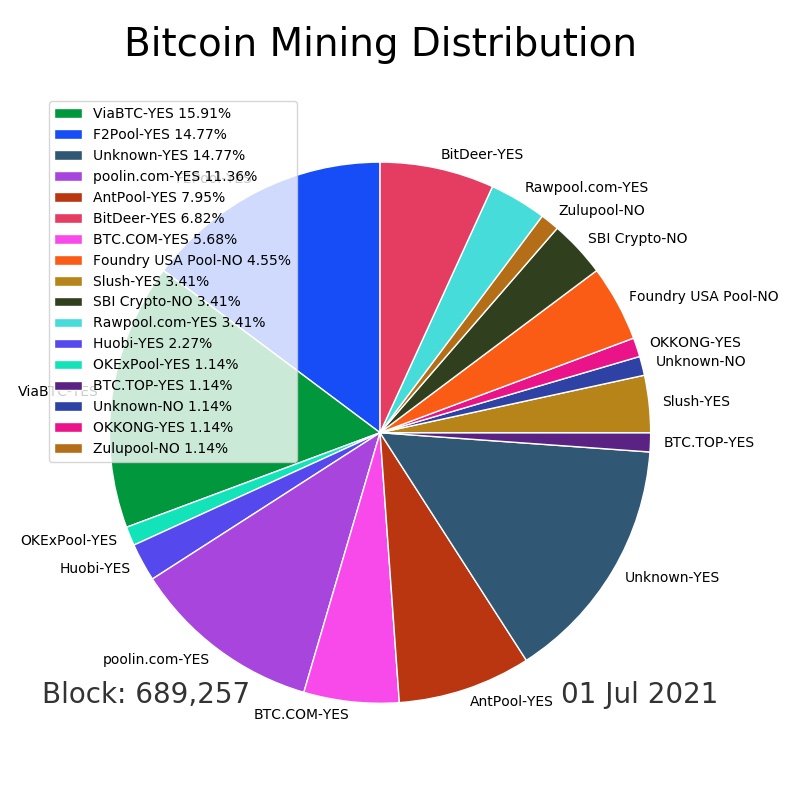 Bitcoin Mining Distribution
ViaBTC-YES 15.91%
F2Pool-YES 14.77%
Unknown-YES 14.77%
poolin.com-YES 11.36%
AntPool-YES 7.95%
BitDeer-YES 6.82%
BTC.COM-YES 5.68%
Foundry USA Pool-NO 4.55%
Slush-YES 3.41%
SBI Crypto-NO 3.41%
Rawpool.com-YES 3.41%
Huobi-YES 2.27%
OKExPool-YES 1.14%
BTC.TOP-YES 1.14%
Unknown-NO 1.14%
OKKONG-YES 1.14%
Zulupool-NO 1.14%
BitDeer-YES
Rawpool.com-YES
Zulupool-NO
SBI Crypto-NO
Foundry USA Pool-NO
OKKONG-YES
Unknown-NO
Slush-YES
BTC.TOP-YES
Unknown-YES
AntPool-YES
BTC.COM-YES
poolin.com-YES
Huobi-YES
OKExPool-YES
ViaBTC-YES
Block: 689,257
01 Jul 2021